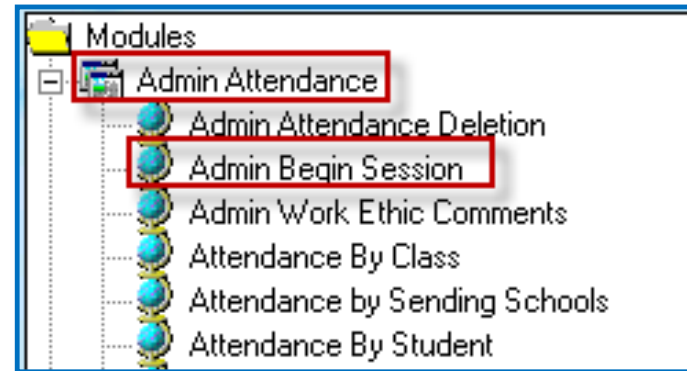 Modules
Admin Attendance
Admin Attendance Deletion
Admin Begin Session
Admin Work Ethic Comments
Attendance By Class
Attendance by Sending Schools
Attendance By Student